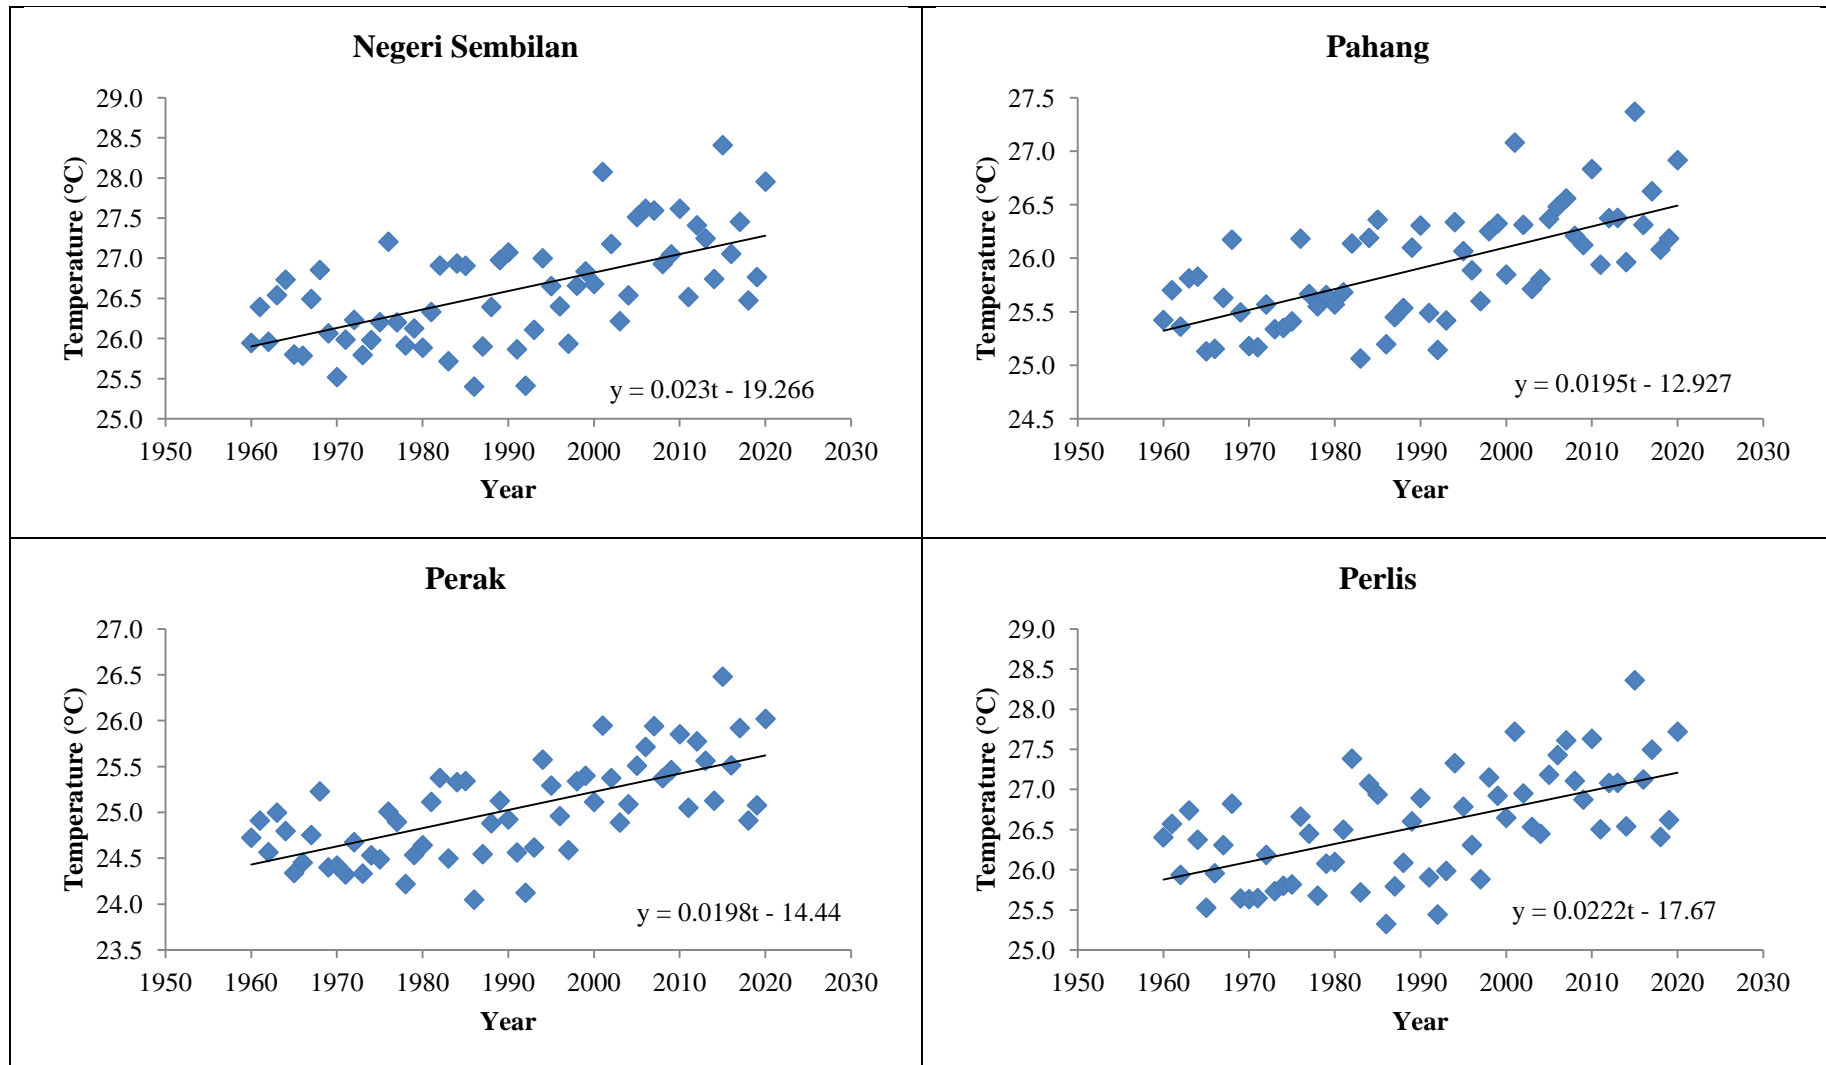 Negeri Sembilan
29.0
28.5
28.0
27.5
27.0
26.5
26.0
25.5
25.0
Temperature (°C)
y = 0.023t - 19.266
1950 1960 1970 1980 1990 2000 2010 2020 2030
Year
Pahang
27.5
27.0
26.5
26.0
25.5
25.0
24.5
Temperature (°C)
y = 0.0195t - 12.927
1950 1960 1970 1980 1990 2000 2010 2020 2030
Year
Perak
27.0
26.5
26.0
25.5
25.0
24.5
24.0
23.5
Temperature (°C)
y = 0.0198t - 14.44
1950 1960 1970 1980 1990 2000 2010 2020 2030
Year
Perlis
29.0
28.5
28.0
27.5
27.0
26.5
26.0
25.5
25.0
Temperature (°C)
y = 0.0222t - 17.67
1950 1960 1970 1980 1990 2000 2010 2020 2030
Year